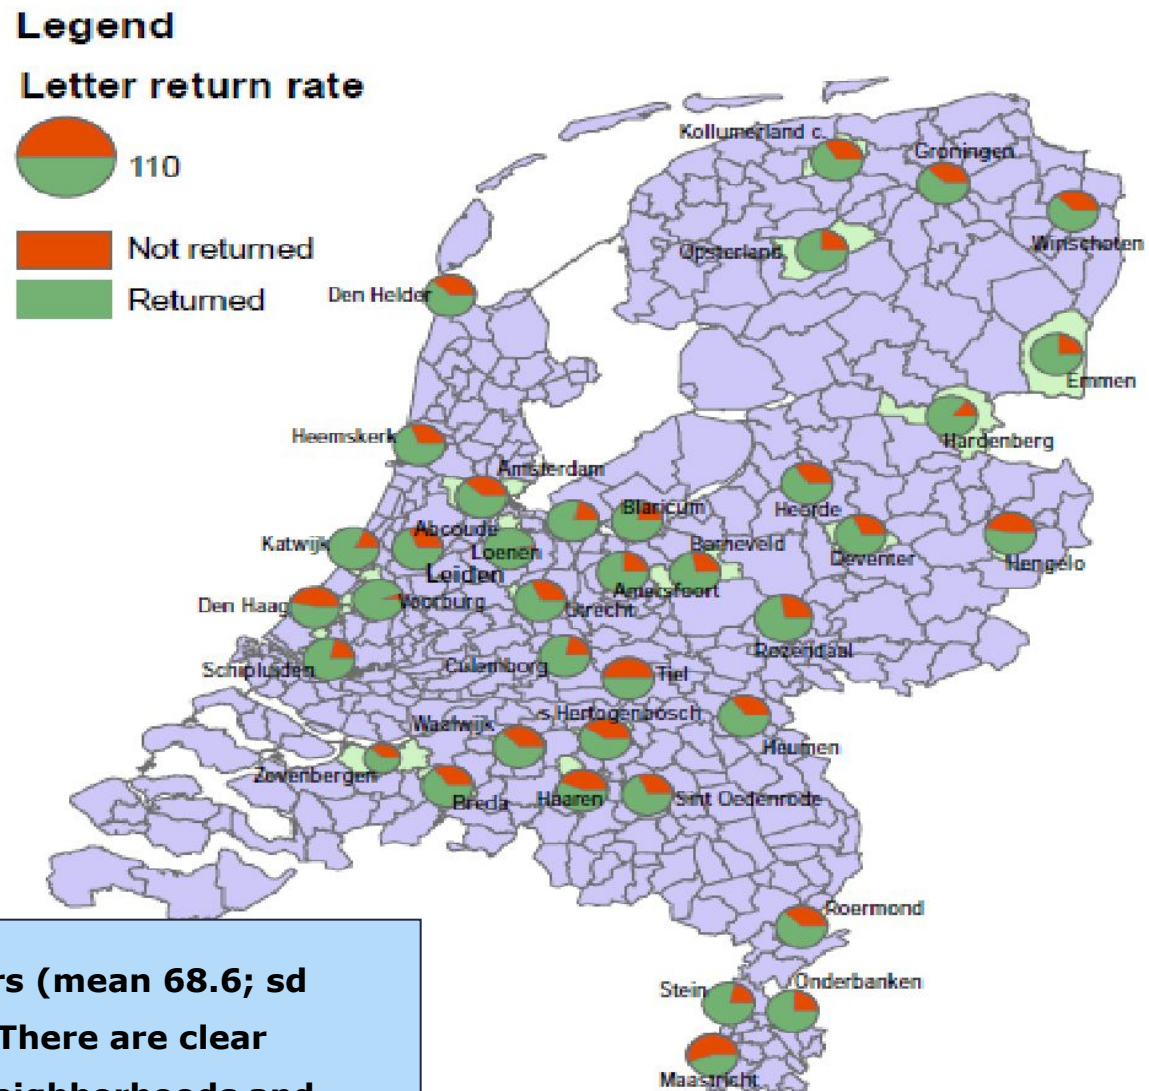 Legend
Letter return rate
110
Not returned
Returned
Kollumerland c.
Groningen
Winschoten
Opsterland
Den Helder
Emmen
Hardenberg
Heemskerk
Amsterdam
Blaricum
Heerde
Abcoude
Katwijk
Loenen
Barneveld
Deventer
Hengelo
Leiden
Amersfoort
Den Haag
Voorburg
Utrecht
Rozendaal
Schipluiden
Culemborg
Tiel
s Hertogenbosch
Waalwijk
Heumen
Zevenbergen
Breda
Haaren
Sint Oedenrode
Roermond
Stein
Onderbanken
Maastricht
rs (mean 68.6; sd
There are clear
eighborhoods and